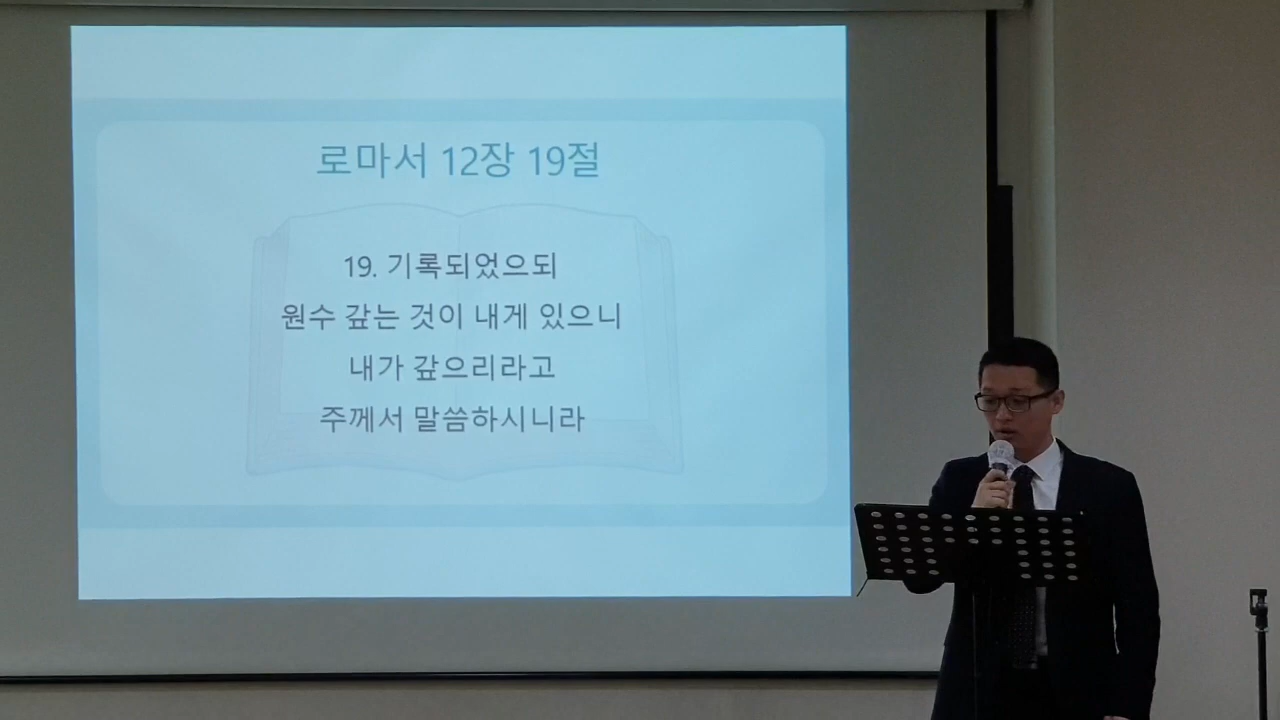 로마서 12장 19절
19. 기록되었으되
원수 갚는 것이 내게 있으니
내가 갚으리라고
주께서 말씀하시니라